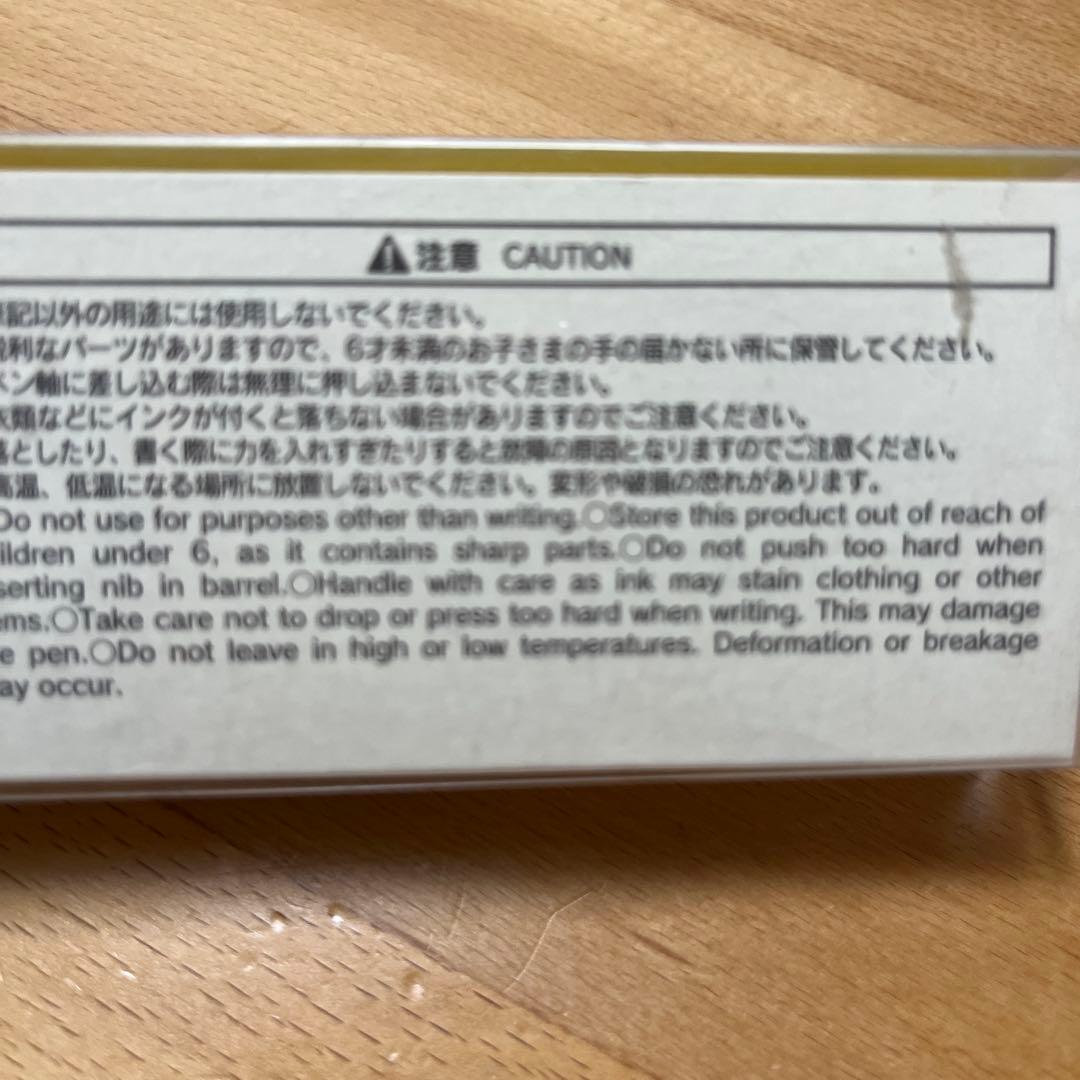 注意 CAUTION
記以外の用途には使用しないでください。
利なパーツがありますので、6才未満のお子さまの手の届かない所に保管してください。
ン軸に差し込む際は無理に押し込まないでください。
類などにインクが付くと落ちない場合がありますのでご注意ください。
としたり、書く際に力を入れすぎたりすると故障の原因となりますのでご注意ください。
高温、低温になる場所に放置しないでください。変形や破損の恐れがあります。
Do not use for purposes other than writing.○Store this product out of reach of
ildren under 6, as it contains sharp parts.○Do not push too hard when
serting nib in barrel.○Handle with care as ink may stain clothing or other
ems.○Take care not to drop or press too hard when writing. This may damage
e pen.○Do not leave in high or low temperatures. Deformation or breakage
ay occur.